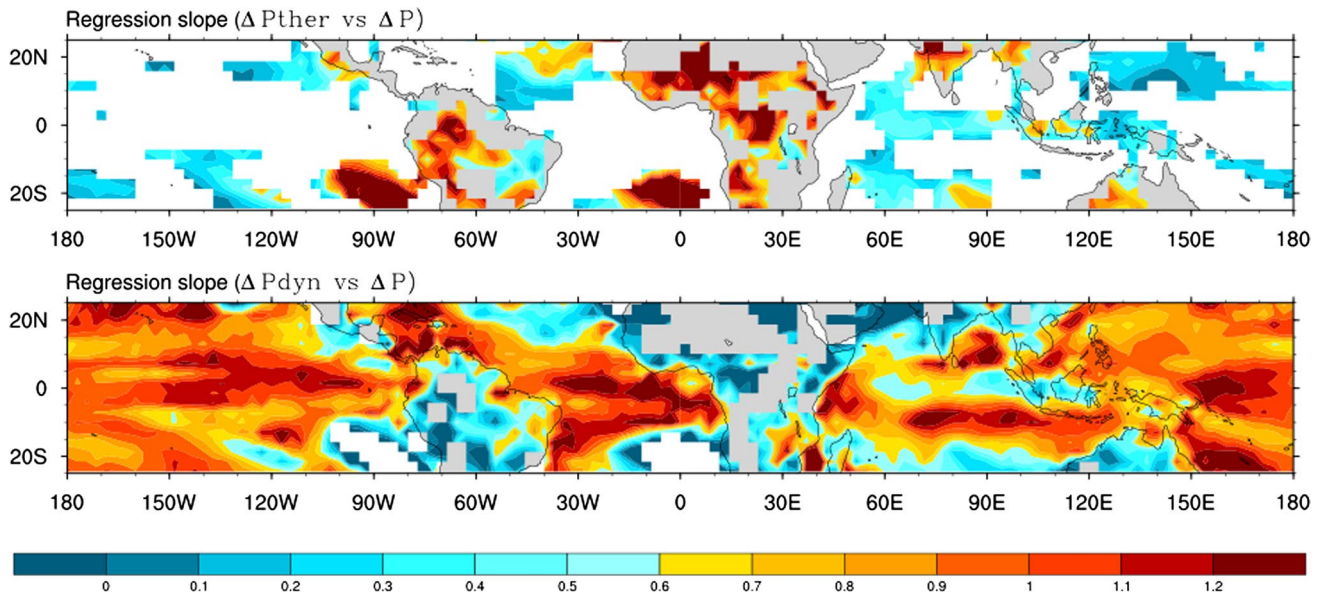 Regression slope (Δ Pther vs Δ P)
20N
0
20S
180 150W 120W 90W 60W 30W 0 30E 60E 90E 120E 150E 180
Regression slope (Δ Pdyn vs Δ P)
20N
0
20S
180 150W 120W 90W 60W 30W 0 30E 60E 90E 120E 150E 180
0 0.1 0.2 0.3 0.4 0.5 0.6 0.7 0.8 0.9 1 1.1 1.2